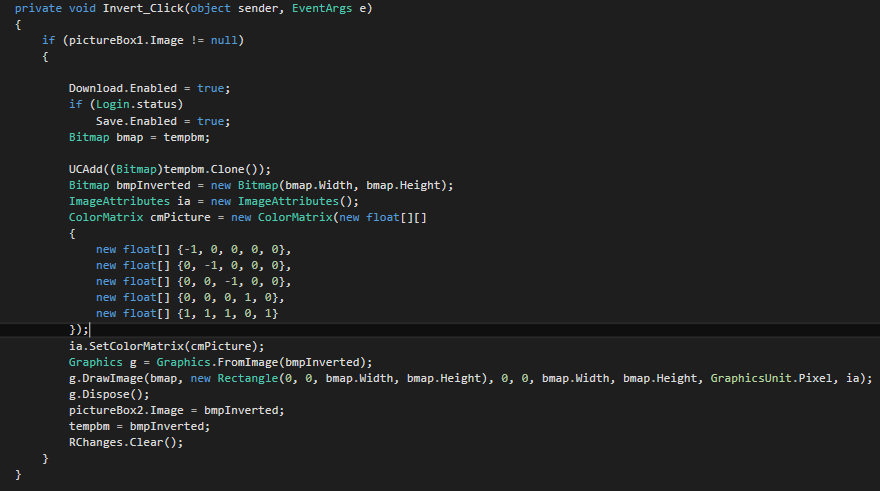 private void Invert_Click(object sender, EventArgs e)
{
if (pictureBox1.Image != null)
{
Download.Enabled = true;
if (Login.status)
Save.Enabled = true;
Bitmap bmap = tempbm;
UCAdd((Bitmap)tempbm.Clone());
Bitmap bmpInverted = new Bitmap(bmap.Width, bmap.Height);
ImageAttributes ia = new ImageAttributes();
ColorMatrix cmPicture = new ColorMatrix(new float[][]
{
new float[] {-1, 0, 0, 0, 0},
new float[] {0, -1, 0, 0, 0},
new float[] {0, 0, -1, 0, 0},
new float[] {0, 0, 0, 1, 0},
new float[] {1, 1, 1, 0, 1}
});
ia.SetColorMatrix(cmPicture);
Graphics g = Graphics.FromImage(bmpInverted);
g.DrawImage(bmap, new Rectangle(0, 0, bmap.Width, bmap.Height), 0, 0, bmap.Width, bmap.Height, GraphicsUnit.Pixel, ia);
g.Dispose();
pictureBox2.Image = bmpInverted;
tempbm = bmpInverted;
RChanges.Clear();
}
}